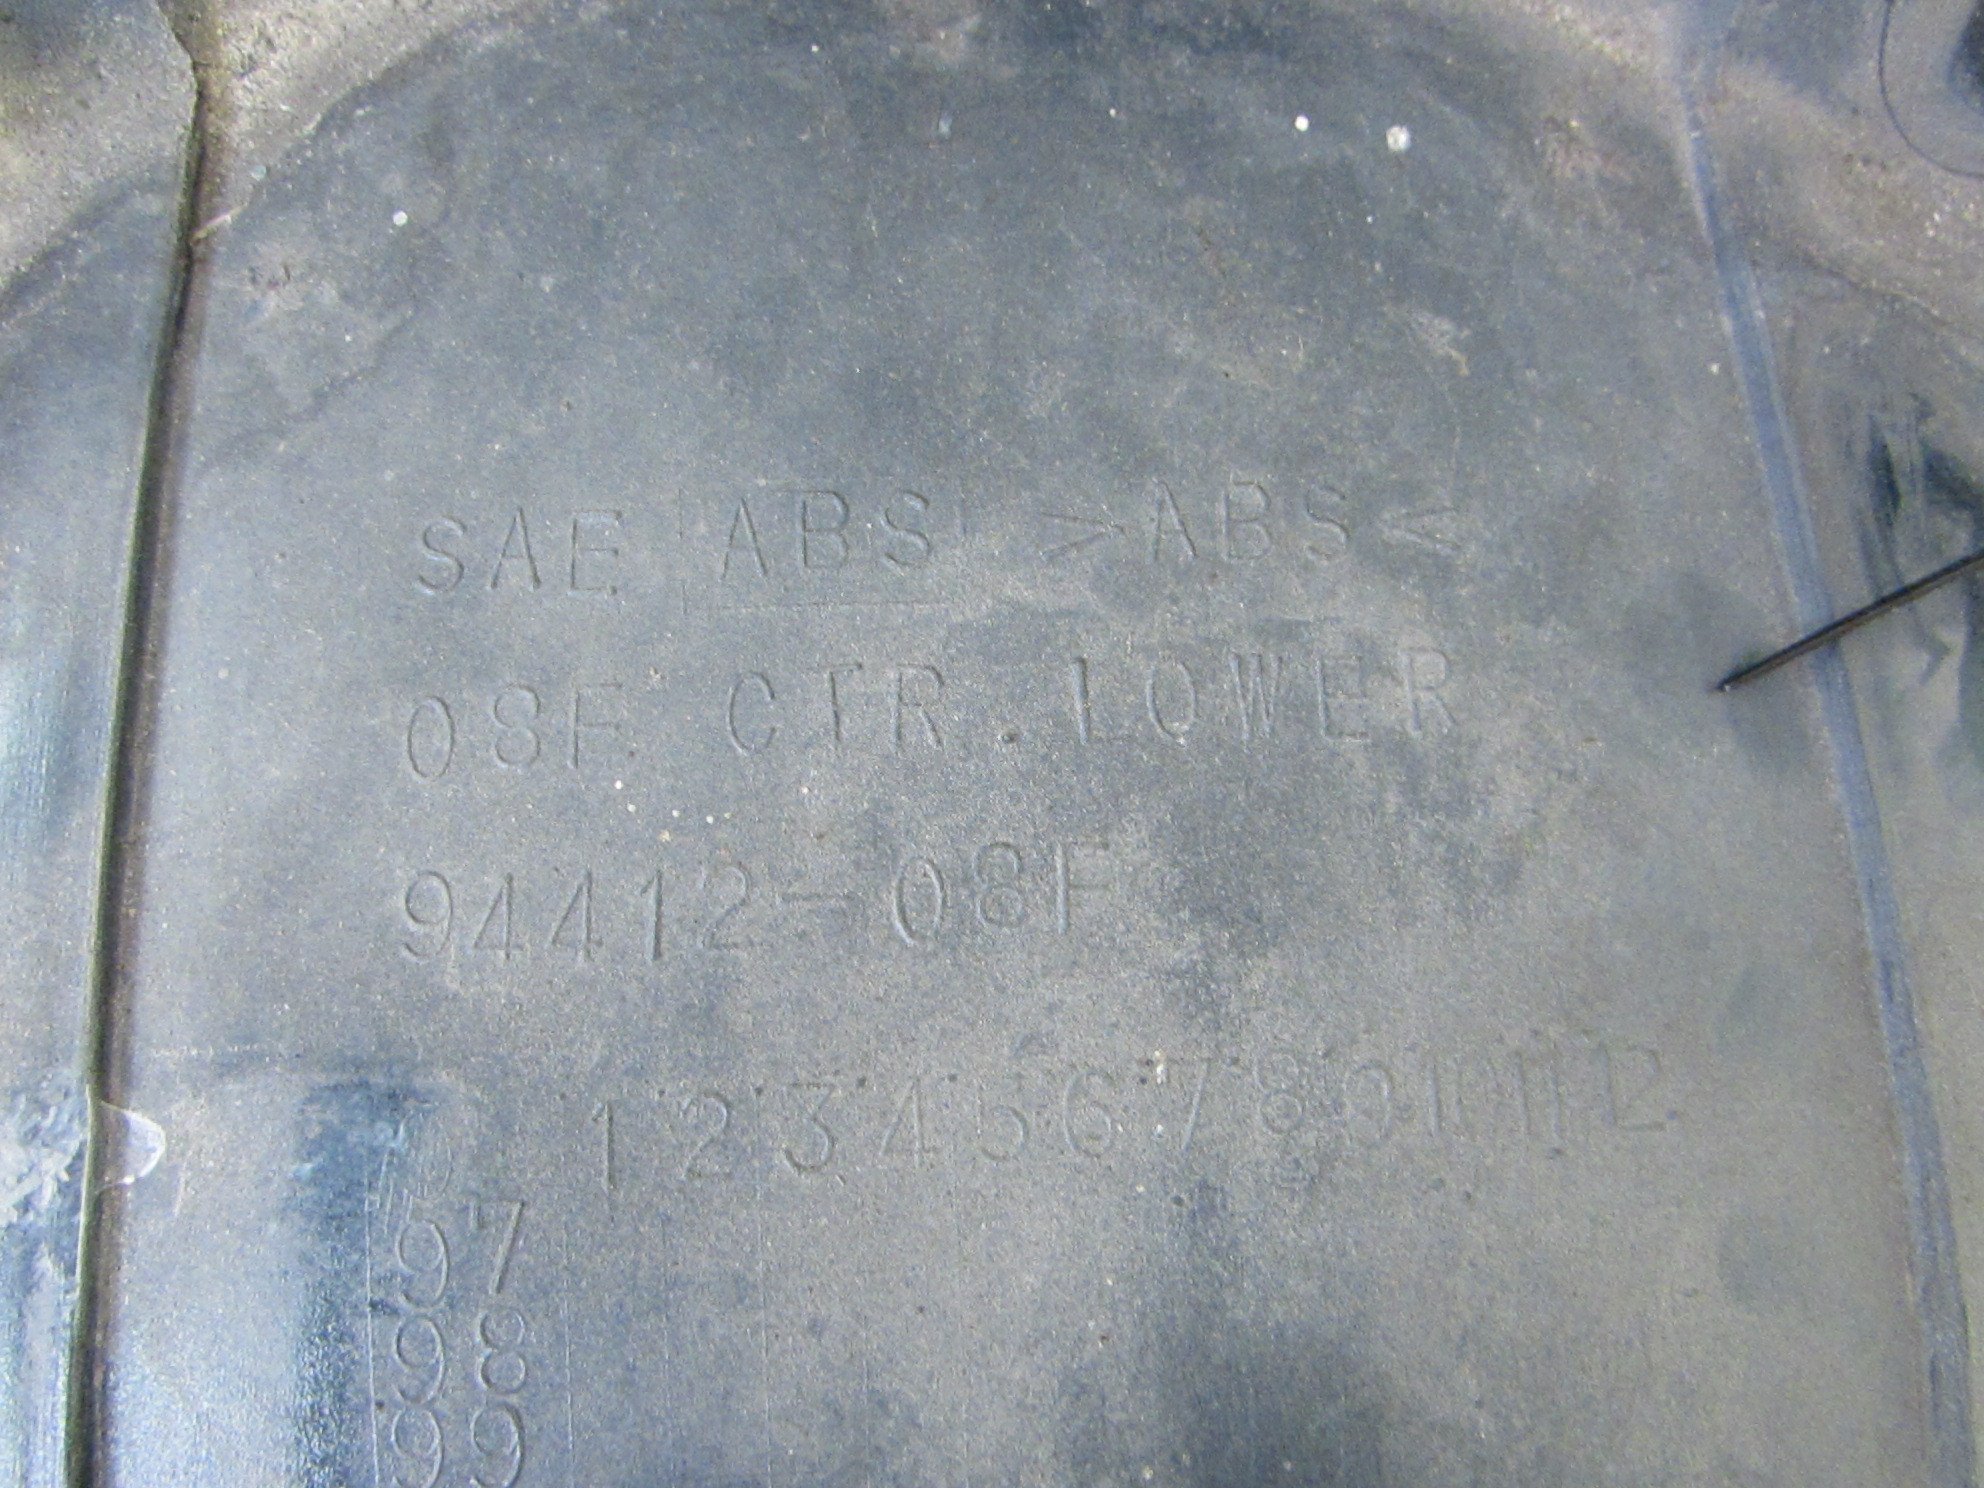 SAE ABS >ABS<
08F CTR.LOWER
94412-08F
1 2 3 4 5 6 7 8 9 10 11 12
97
98
99